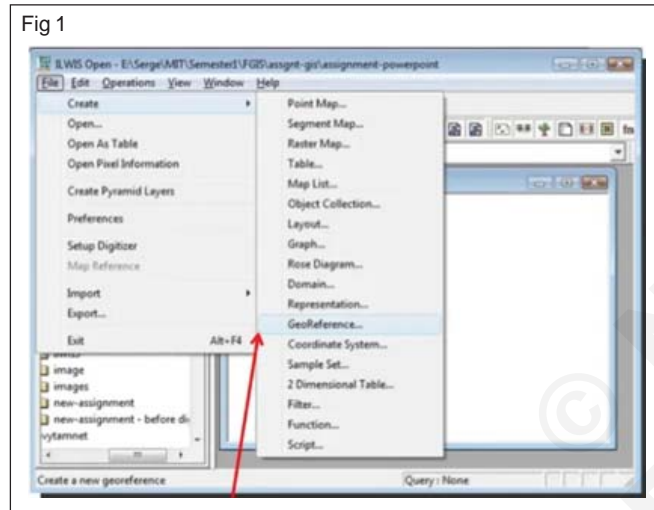 Fig 1
ILWIS Open - E:\Serge\MIT\Semester1\FGIS\assgnt-gis\assignment-powerpoint
File Edit Operations View Window Help
Create
Open...
Open As Table
Open Pixel Information
Create Pyramid Layers
Preferences
Setup Digitizer
Map Reference
Import
Export...
Exit Alt+F4
Point Map...
Segment Map...
Raster Map...
Table...
Map List...
Object Collection...
Layout...
Graph...
Rose Diagram...
Domain...
Representation...
GeoReference...
Coordinate System...
Sample Set...
2 Dimensional Table...
Filter...
Function...
Script...
image
images
new-assignment
new-assignment - before di
vytamnet
Create a new georeference
Query : None
©